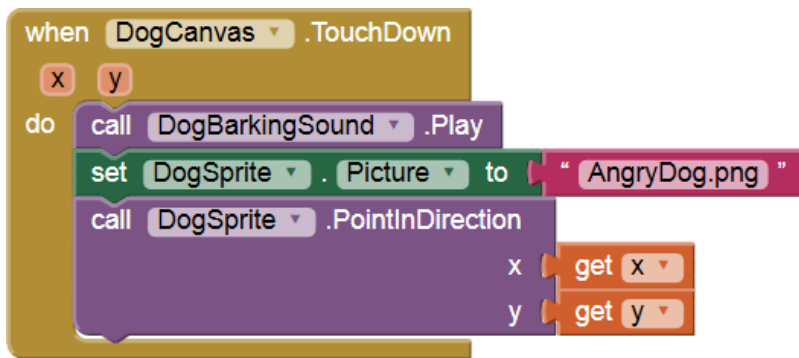 when DogCanvas .TouchDown
x y
do call DogBarkingSound .Play
set DogSprite . Picture to “ AngryDog.png ”
call DogSprite .PointInDirection
x get x
y get y